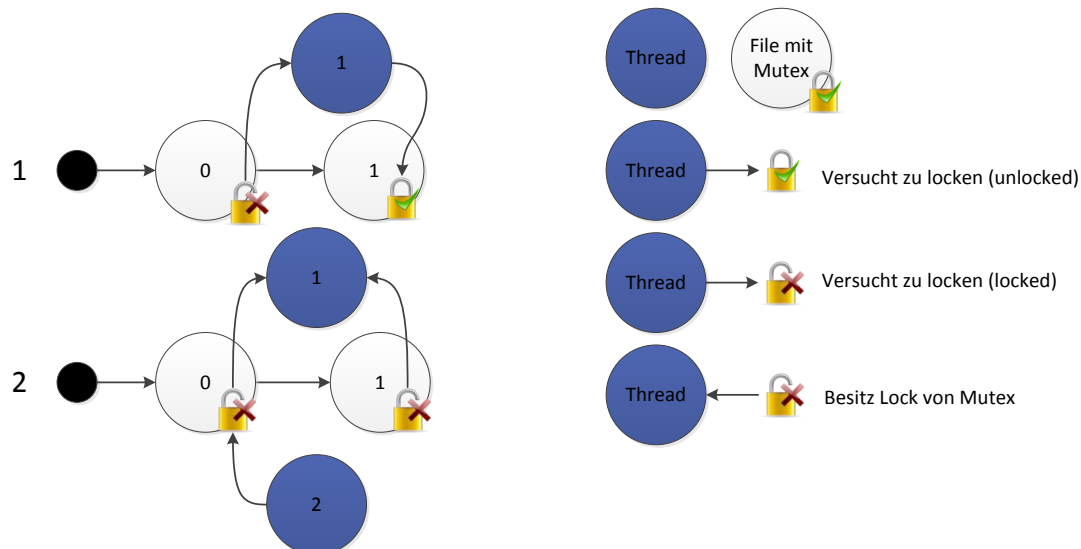 1
0
1
1
2
0
1
1
2
Thread
File mit
Mutex
Thread
Versucht zu locken (unlocked)
Thread
Versucht zu locken (locked)
Thread
Besitz Lock von Mutex